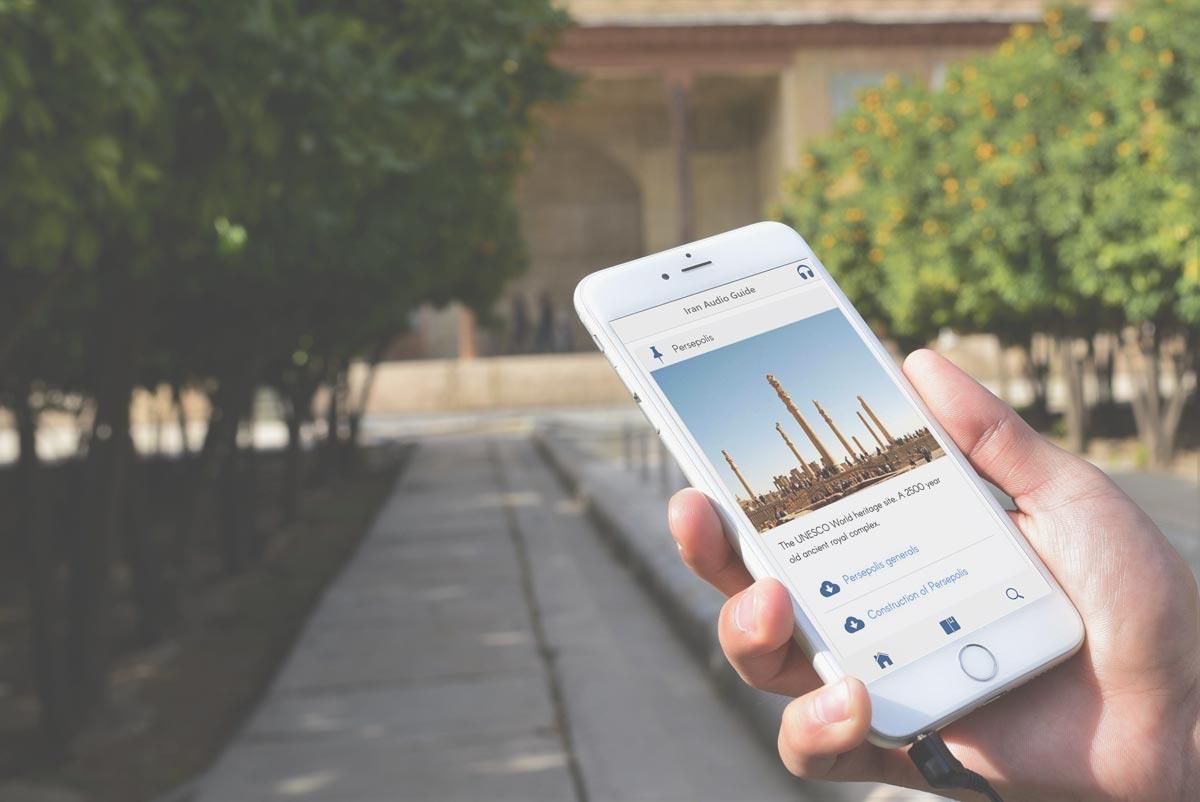 Iran Audio Guide
Persepolis
The UNESCO World heritage site. A 2500 year
old ancient royal complex.
Persepolis generals
Construction of Persepolis